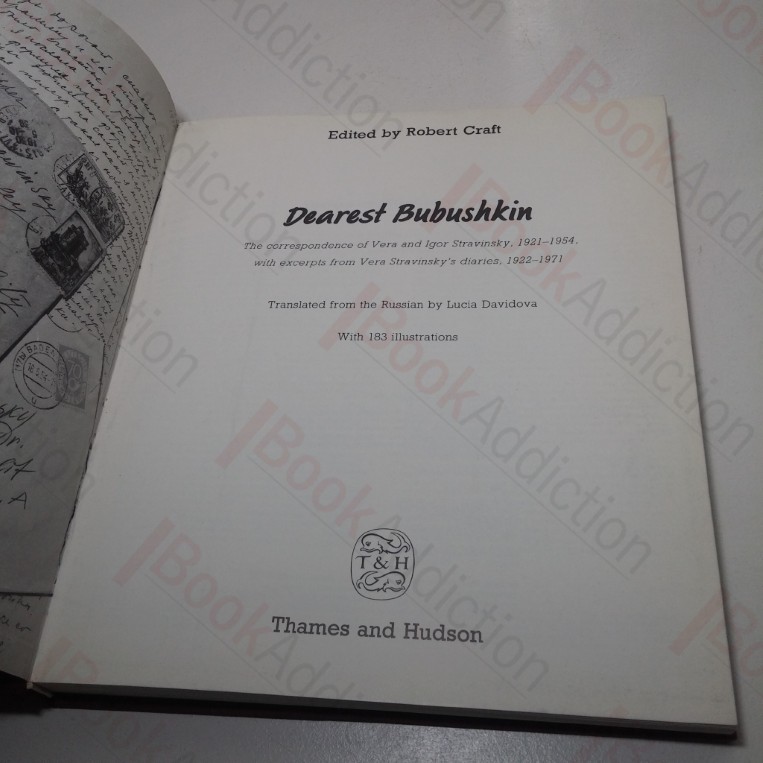 Edited by Robert Craft
Dearest Bubushkin
The correspondence of Vera and Igor Stravinsky, 1921–1954,
with excerpts from Vera Stravinsky's diaries, 1922–1971
Translated from the Russian by Lucia Davidova
With 183 illustrations
T & H
Thames and Hudson
BookAddiction